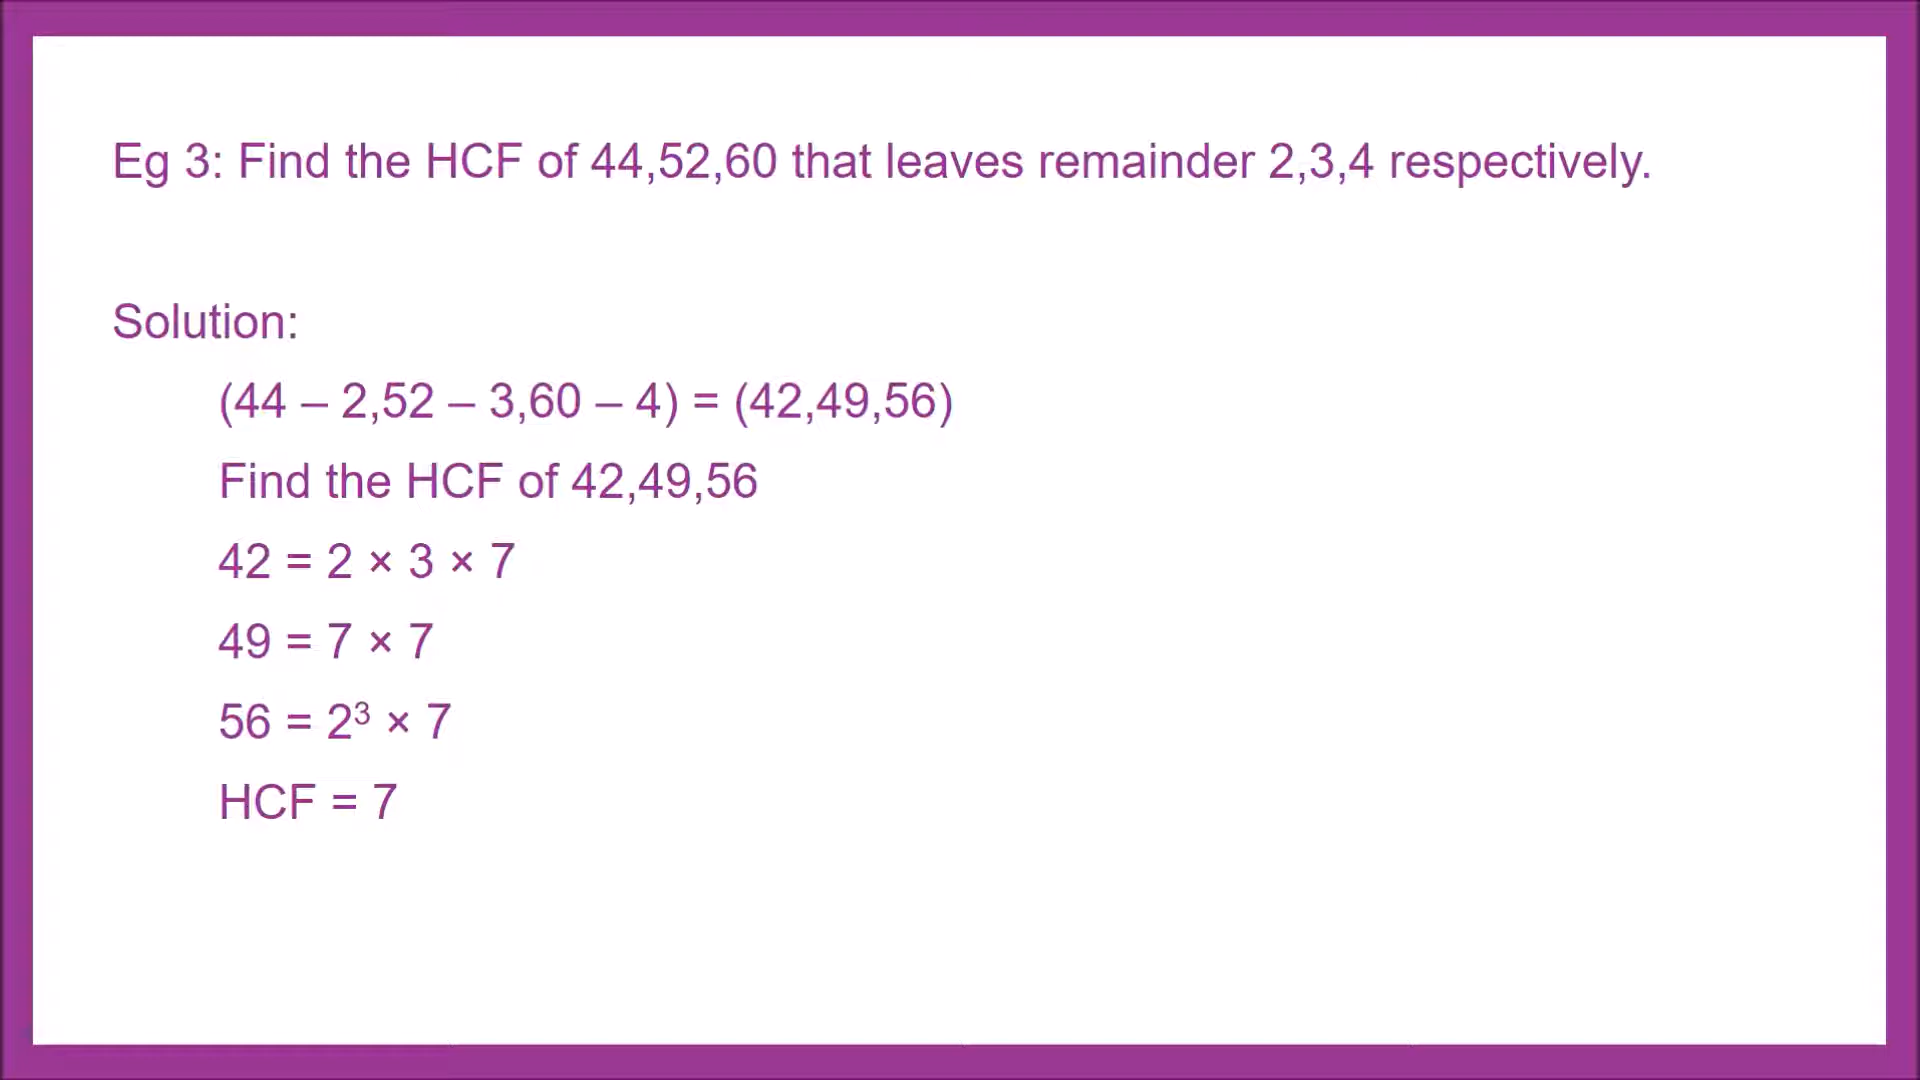 Eg 3: Find the HCF of 44,52,60 that leaves remainder 2,3,4 respectively.
Solution:
(44 – 2,52 – 3,60 – 4) = (42,49,56)
Find the HCF of 42,49,56
42 = 2 × 3 × 7
49 = 7 × 7
56 = 2³ × 7
HCF = 7